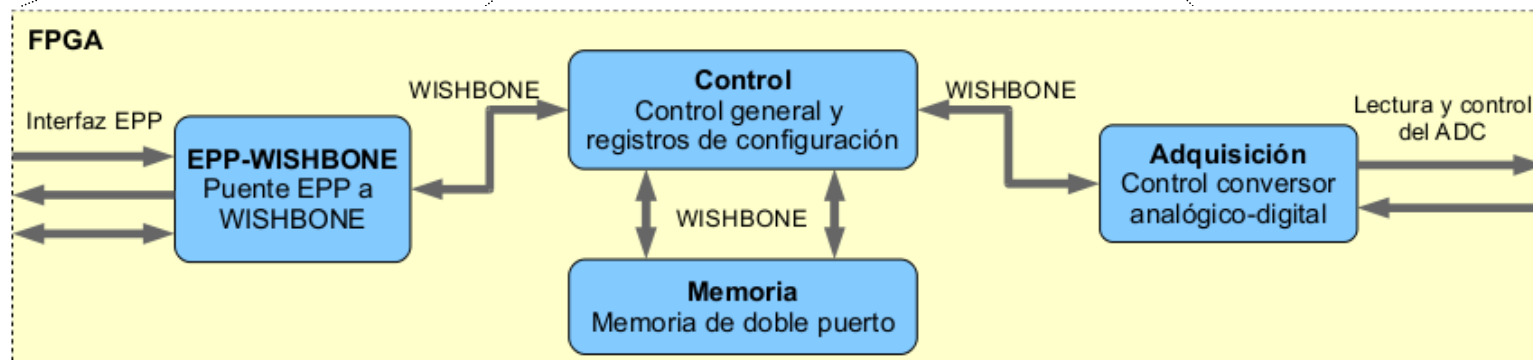 FPGA
Interfaz EPP
EPP-WISHBONE
Puente EPP a
WISHBONE
WISHBONE
Control
Control general y
registros de configuración
WISHBONE
WISHBONE
Memoria
Memoria de doble puerto
Adquisición
Control conversor
analógico-digital
Lectura y control
del ADC